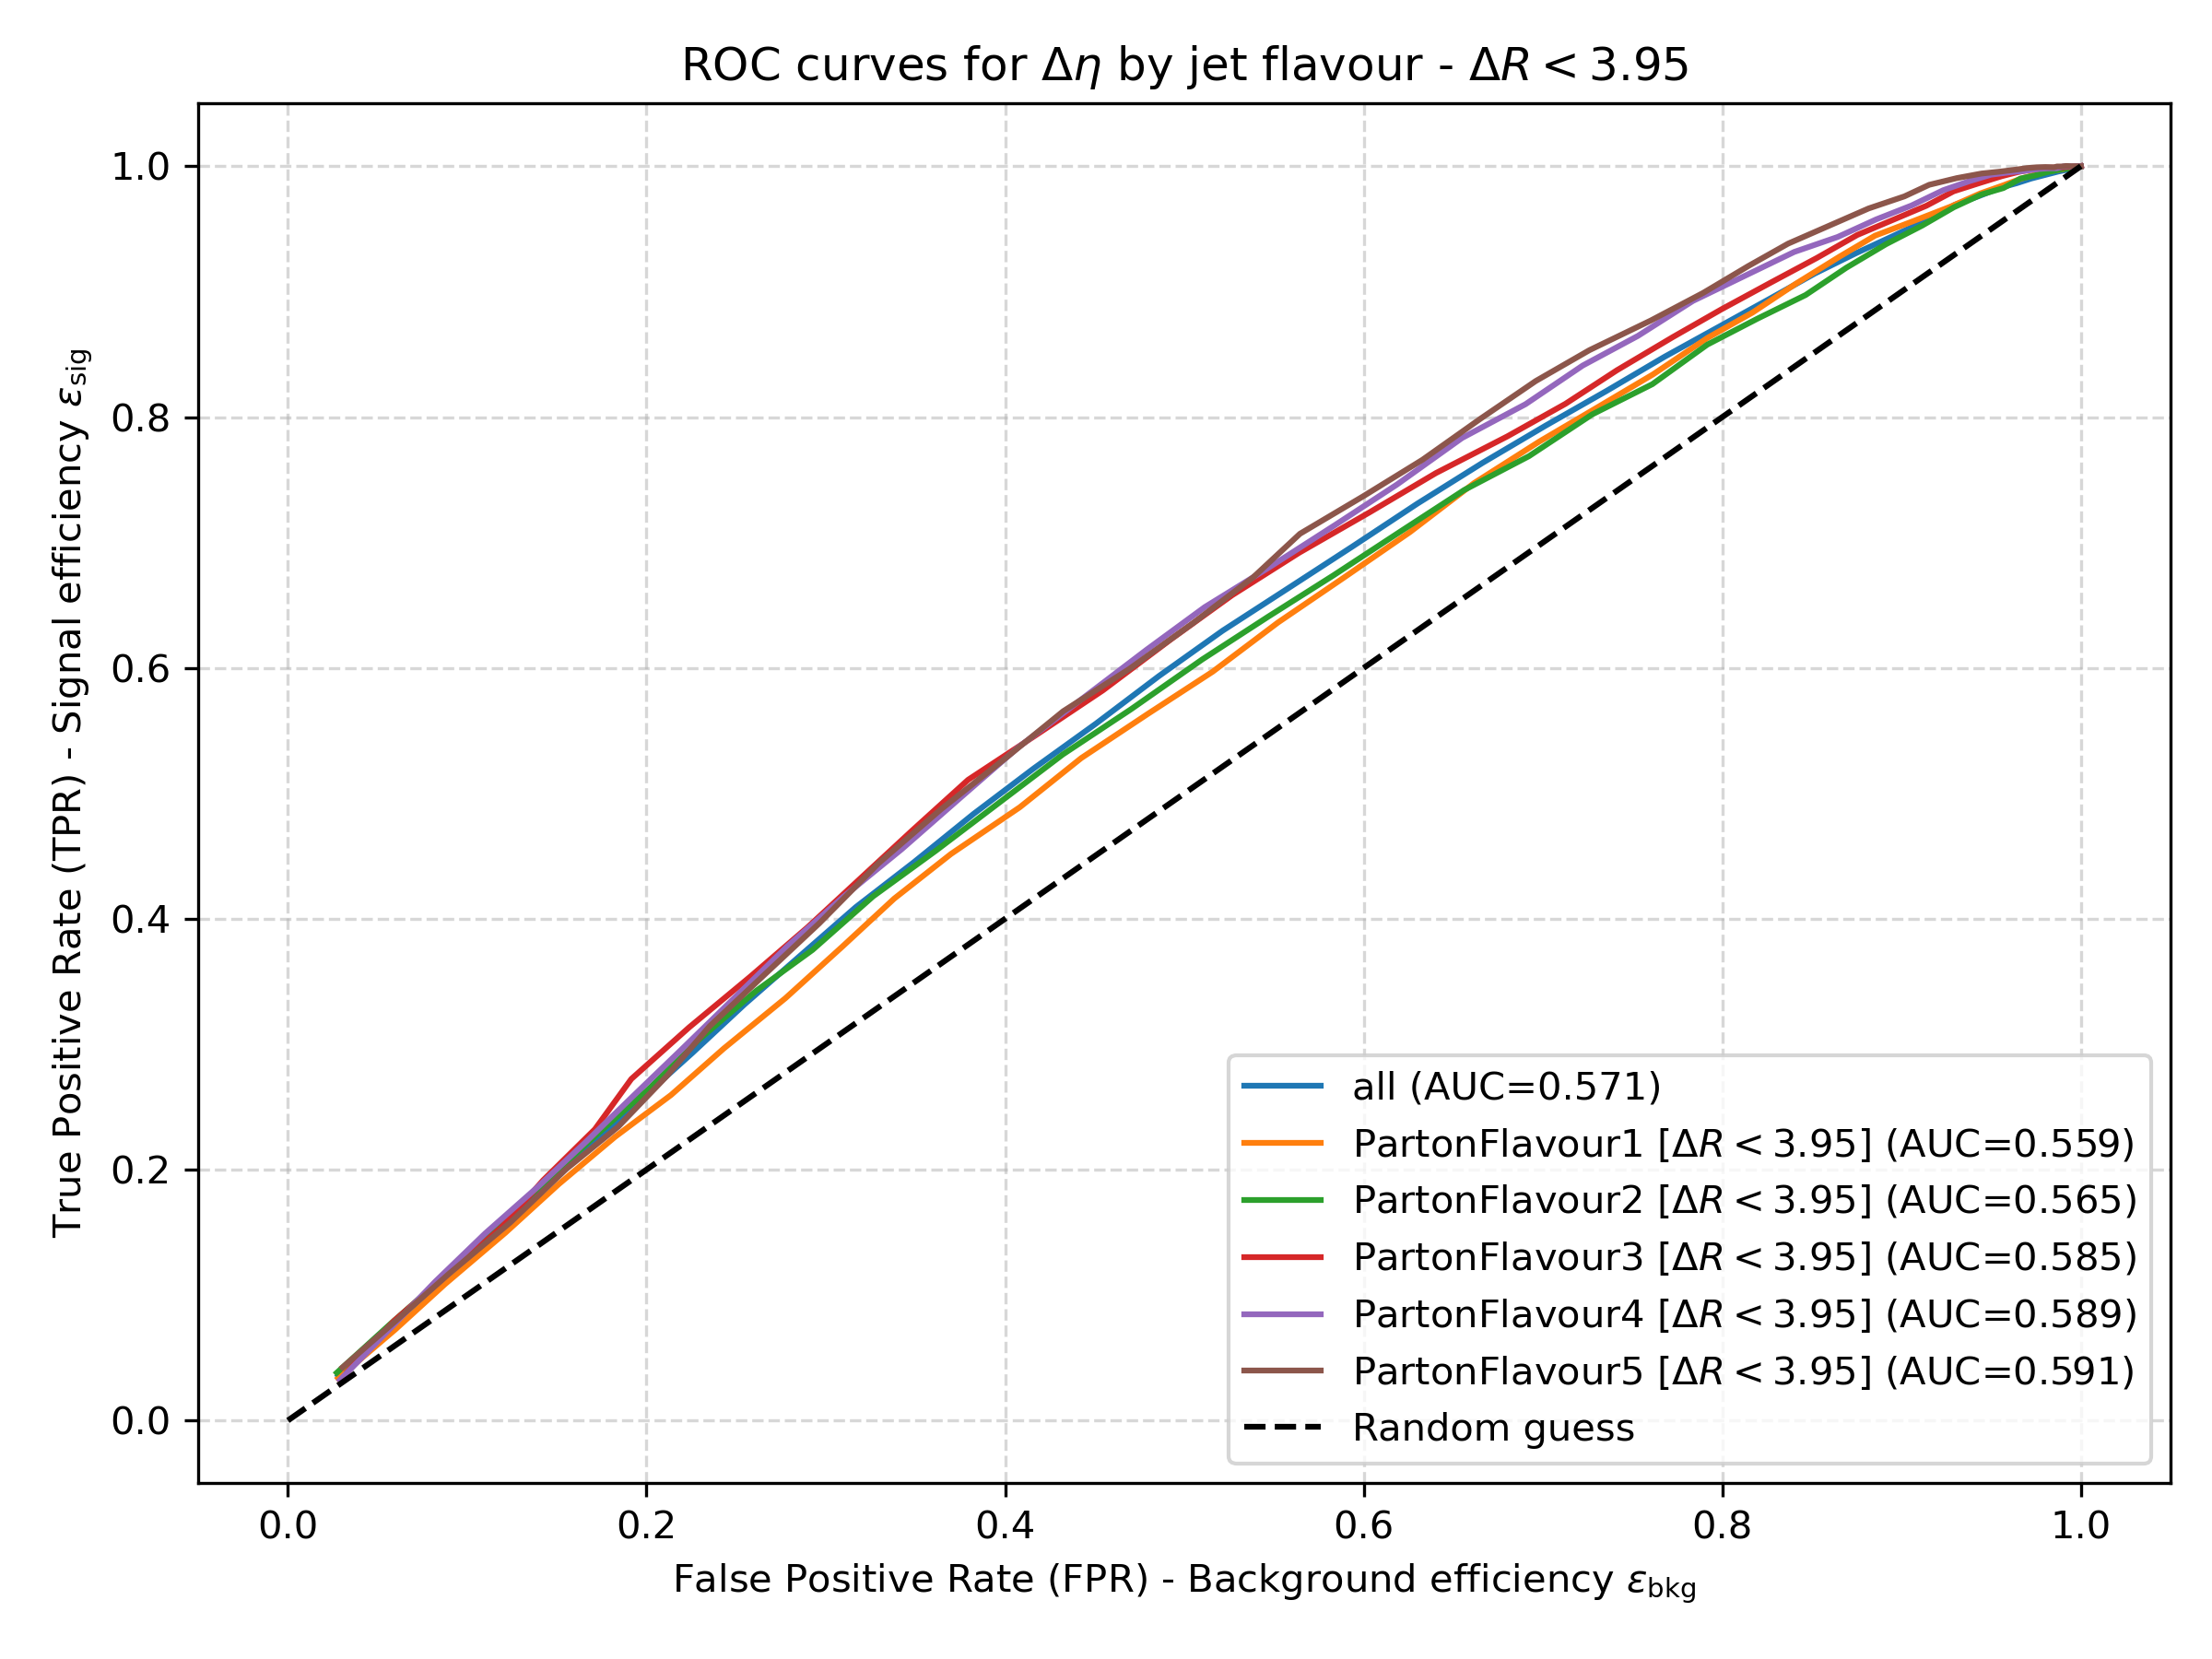 ROC curves for Δη by jet flavour - ΔR < 3.95
True Positive Rate (TPR) - Signal efficiency ε_sig
1.0
0.8
0.6
0.4
0.2
0.0
all (AUC=0.571)
PartonFlavour1 [ΔR < 3.95] (AUC=0.559)
PartonFlavour2 [ΔR < 3.95] (AUC=0.565)
PartonFlavour3 [ΔR < 3.95] (AUC=0.585)
PartonFlavour4 [ΔR < 3.95] (AUC=0.589)
PartonFlavour5 [ΔR < 3.95] (AUC=0.591)
Random guess
0.0 0.2 0.4 0.6 0.8 1.0
False Positive Rate (FPR) - Background efficiency ε_bkg